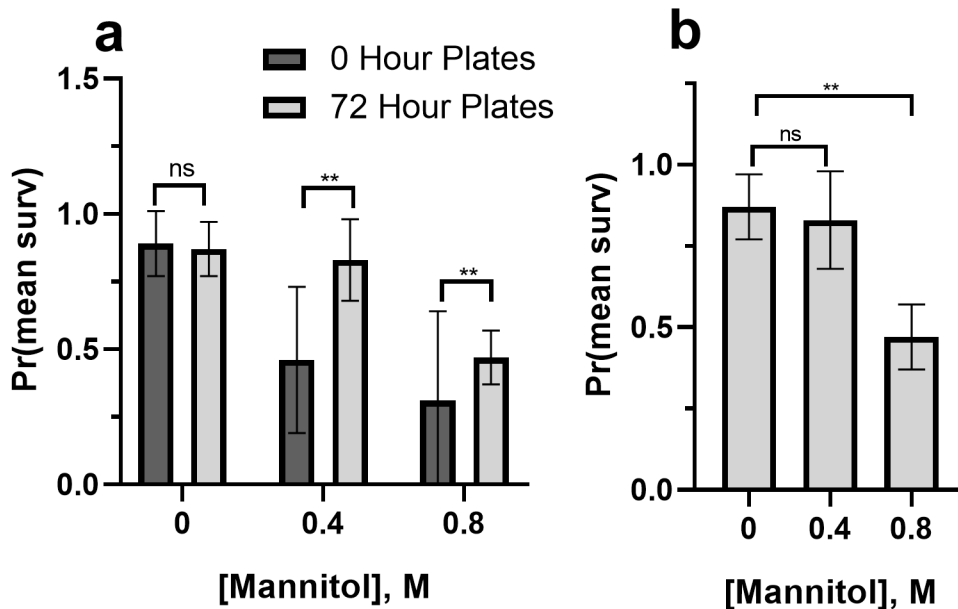 a
0 Hour Plates
72 Hour Plates
Pr(mean surv)
1.5
1.0
0.5
0.0
ns
**
**
0
0.4
0.8
[Mannitol], M
b
Pr(mean surv)
1.0
0.5
0.0
**
ns
0
0.4
0.8
[Mannitol], M